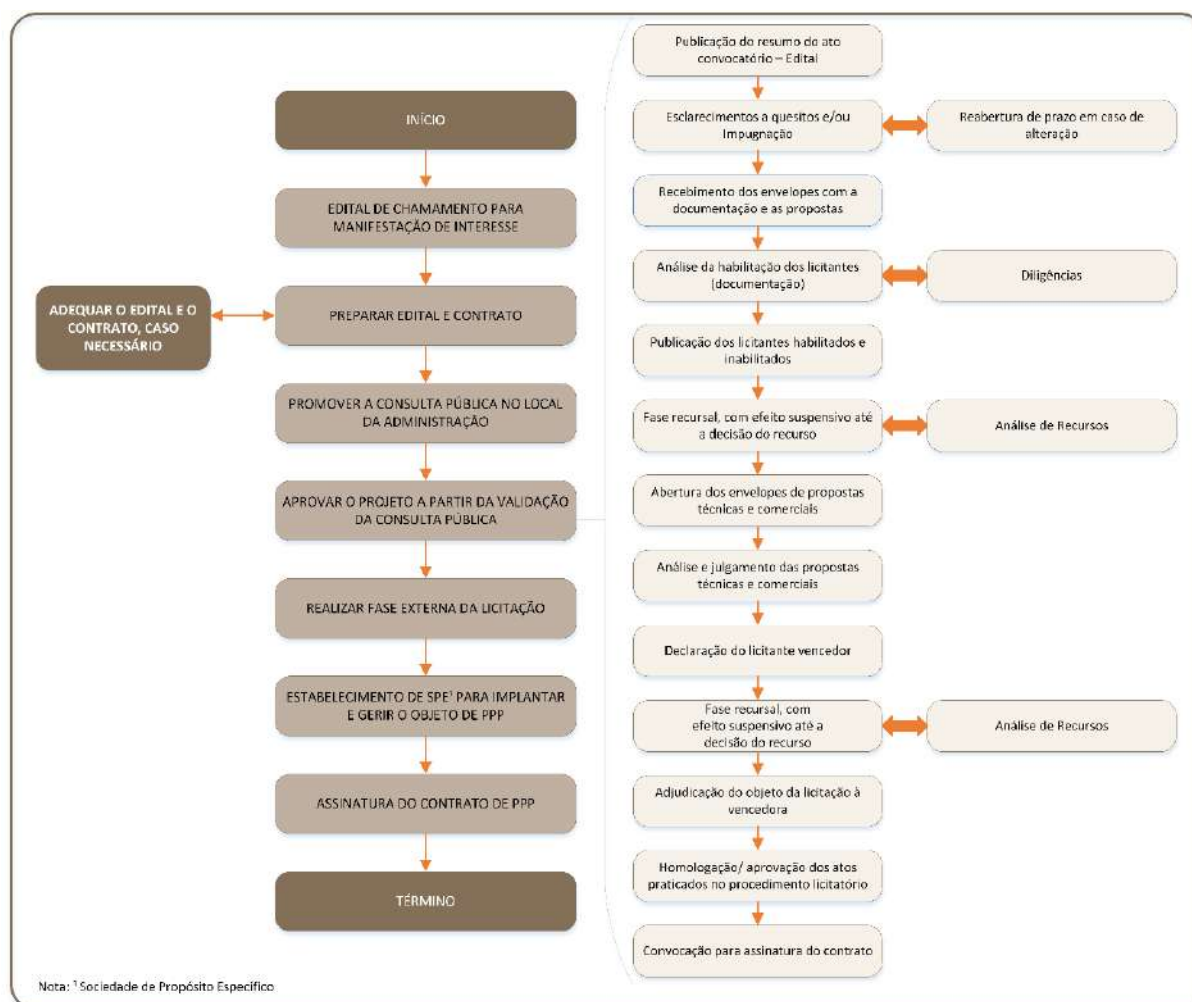 INÍCIO
EDITAL DE CHAMAMENTO PARA
MANIFESTAÇÃO DE INTERESSE
ADEQUAR O EDITAL E O
CONTRATO, CASO
NECESSÁRIO
PREPARAR EDITAL E CONTRATO
PROMOVER A CONSULTA PÚBLICA NO LOCAL
DA ADMINISTRAÇÃO
APROVAR O PROJETO A PARTIR DA VALIDAÇÃO
DA CONSULTA PÚBLICA
REALIZAR FASE EXTERNA DA LICITAÇÃO
ESTABELECIMENTO DE SPE¹ PARA IMPLANTAR
E GERIR O OBJETO DE PPP
ASSINATURA DO CONTRATO DE PPP
TÉRMINO
Publicação do resumo do ato
convocatório – Edital
Esclarecimentos a quesitos e/ou
Impugnação
Reabertura de prazo em caso de
alteração
Recebimento dos envelopes com a
documentação e as propostas
Análise da habilitação dos licitantes
(documentação)
Diligências
Publicação dos licitantes habilitados e
inabilitados
Fase recursal, com efeito suspensivo até
a decisão do recurso
Análise de Recursos
Abertura dos envelopes de propostas
técnicas e comerciais
Análise e julgamento das propostas
técnicas e comerciais
Declaração do licitante vencedor
Fase recursal, com
efeito suspensivo até a
decisão do recurso
Análise de Recursos
Adjudicação do objeto da licitação à
vencedora
Homologação/ aprovação dos atos
praticados no procedimento licitatório
Convocação para assinatura do contrato
Nota: ¹ Sociedade de Propósito Específico